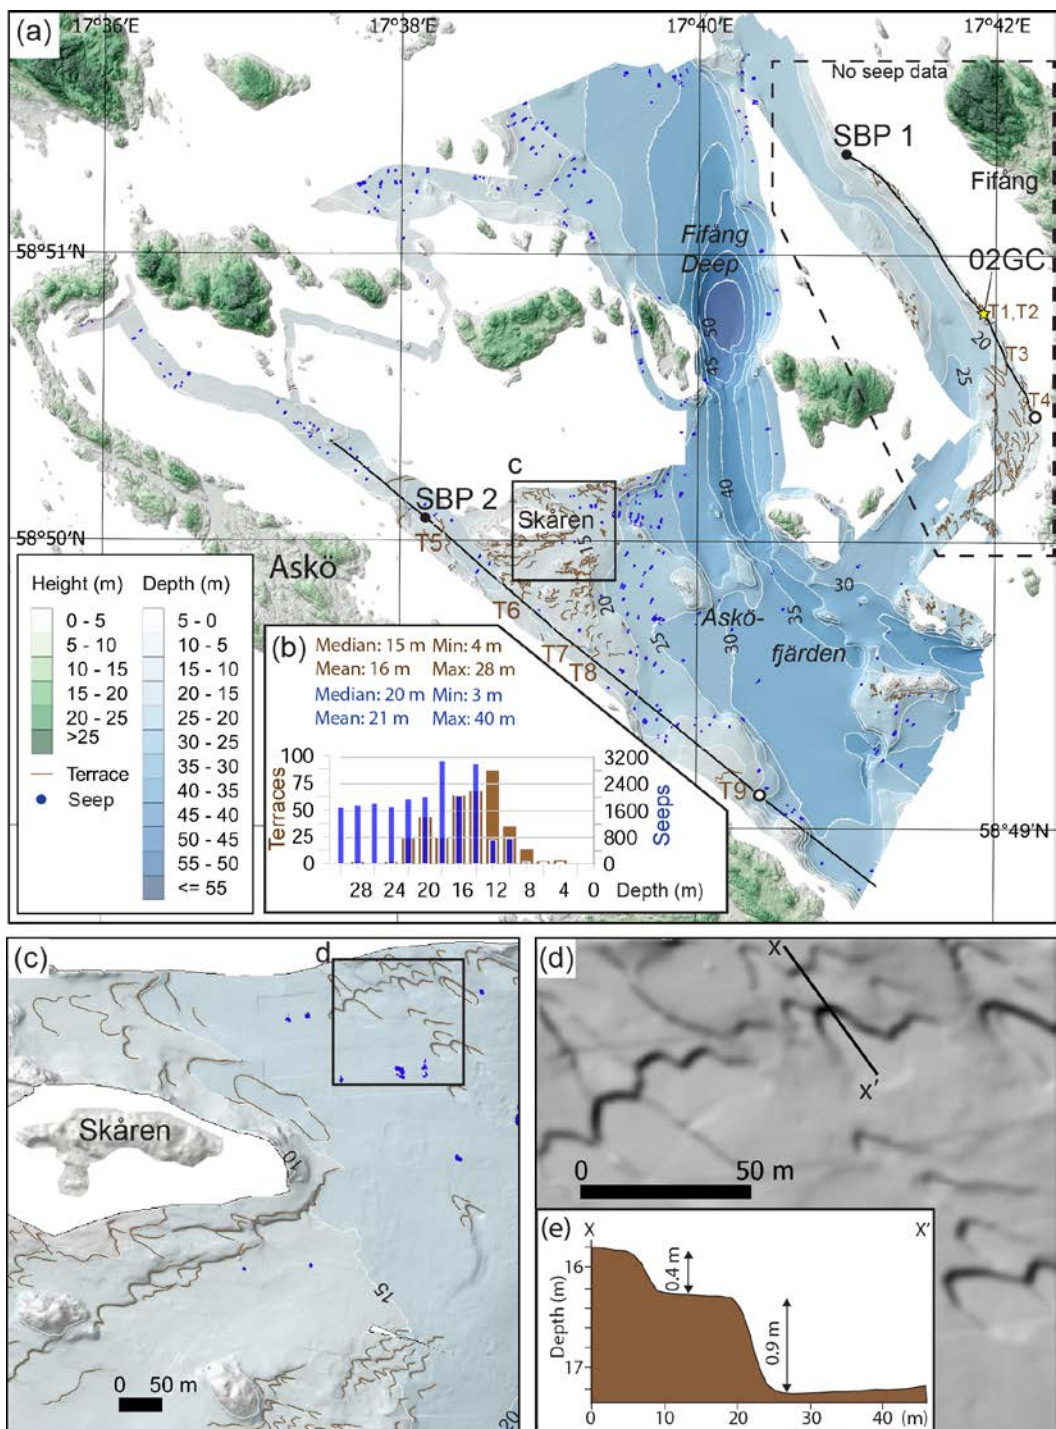 (a)
17°36'E
17°38'E
17°40'E
17°42'E
No seep data
SBP 1
Fifång
58°51'N
Fifång
Deep
02GC
T1,T2
20
T3
25
T4
50
45
40
c
SBP 2
Skåren
15
58°50'N
T5
Askö
30
T6
20
25
30
35
Askö-
fjärden
T7
T8
T9
58°49'N
Height (m)
0 - 5
5 - 10
10 - 15
15 - 20
20 - 25
>25
Terrace
Seep
Depth (m)
5 - 0
10 - 5
15 - 10
20 - 15
25 - 20
30 - 25
35 - 30
40 - 35
45 - 40
50 - 45
55 - 50
<= 55
(b)
Median: 15 m Min: 4 m
Mean: 16 m Max: 28 m
Median: 20 m Min: 3 m
Mean: 21 m Max: 40 m
100
75
50
25
0
Terraces
3200
2400
1600
800
0
Seeps
28 24 20 16 12 8 4 0 Depth (m)
(c)
d
Skåren
10
15
20
0 50 m
(d)
X
X'
0 50 m
(e)
X X'
16
17
Depth (m)
0.4 m
0.9 m
0 10 20 30 40 (m)